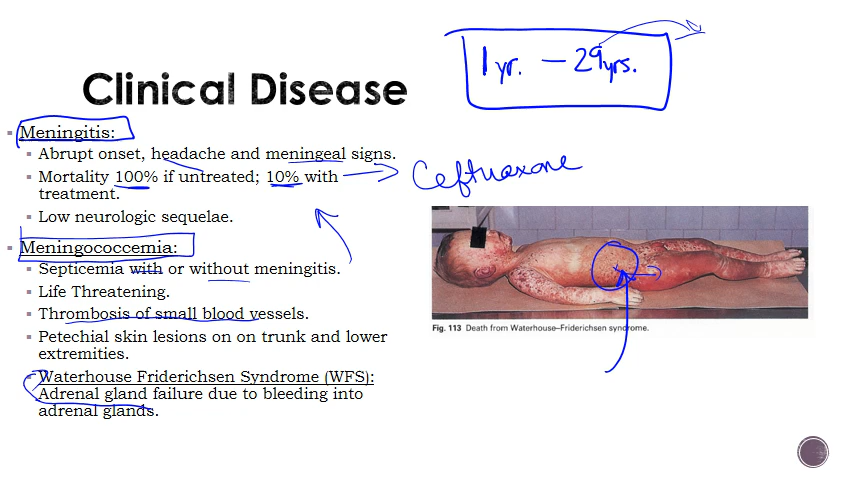 1 yr. — 29 yrs.
Clinical Disease
Meningitis:
Abrupt onset, headache and meningeal signs.
Mortality 100% if untreated; 10% with
treatment.
Low neurologic sequelae.
Meningococcemia:
Septicemia with or without meningitis.
Life Threatening.
Thrombosis of small blood vessels.
Petechial skin lesions on on trunk and lower
extremities.
Waterhouse Friderichsen Syndrome (WFS):
Adrenal gland failure due to bleeding into
adrenal glands.
Ceftriaxone
Fig. 113 Death from Waterhouse–Friderichsen syndrome.